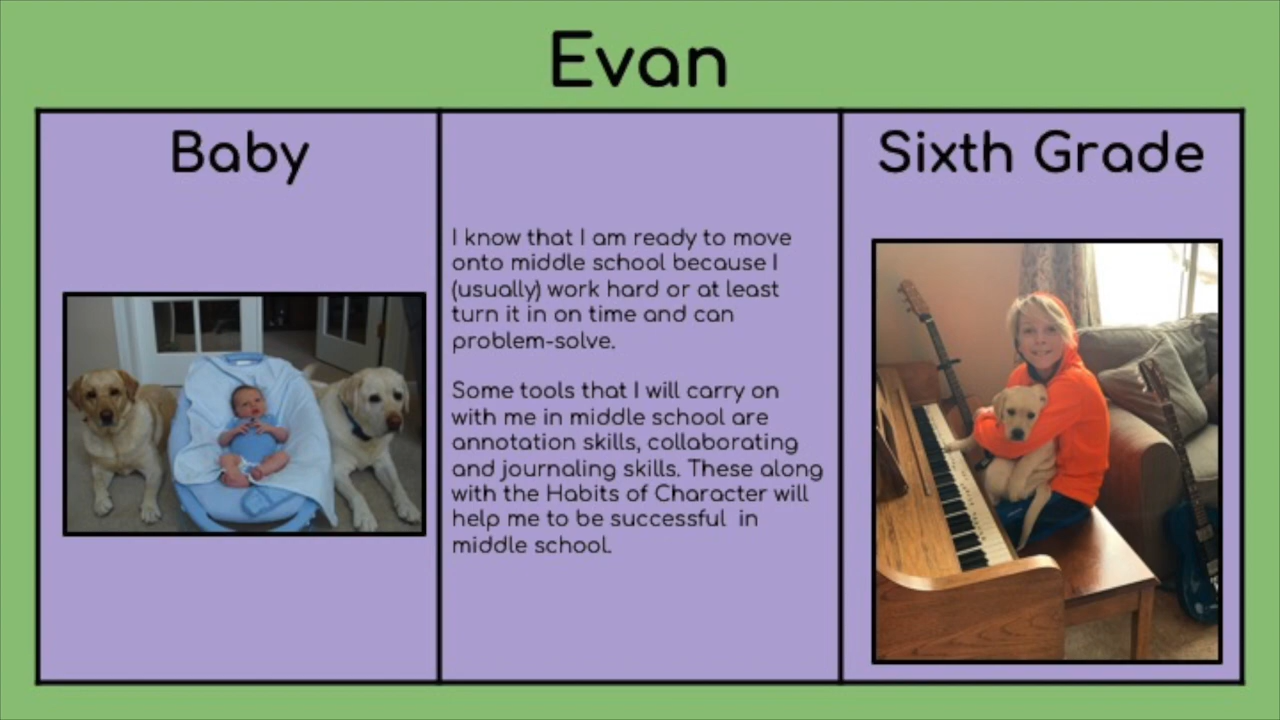 Evan
Baby
I know that I am ready to move
onto middle school because I
(usually) work hard or at least
turn it in on time and can
problem-solve.
Some tools that I will carry on
with me in middle school are
annotation skills, collaborating
and journaling skills. These along
with the Habits of Character will
help me to be successful  in
middle school.
Sixth Grade